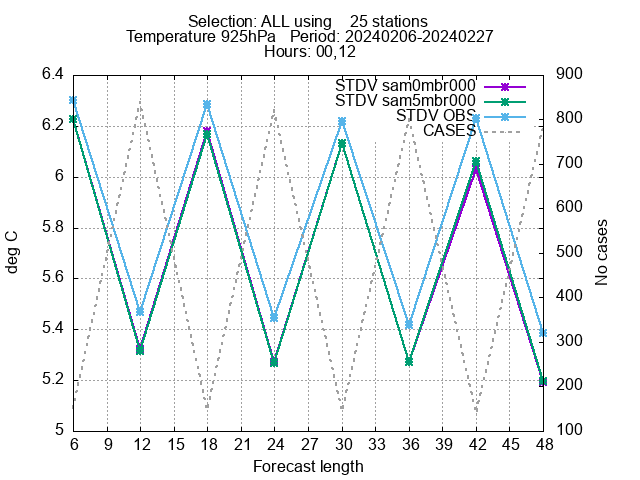 Selection: ALL using    25 stations
Temperature 925hPa   Period: 20240206-20240227
Hours: 00,12
STDV sam0mbr000
STDV sam5mbr000
STDV OBS
CASES
6.4
6.2
6
5.8
5.6
5.4
5.2
5
deg C
900
800
700
600
500
400
300
200
100
No cases
6 9 12 15 18 21 24 27 30 33 36 39 42 45 48
Forecast length